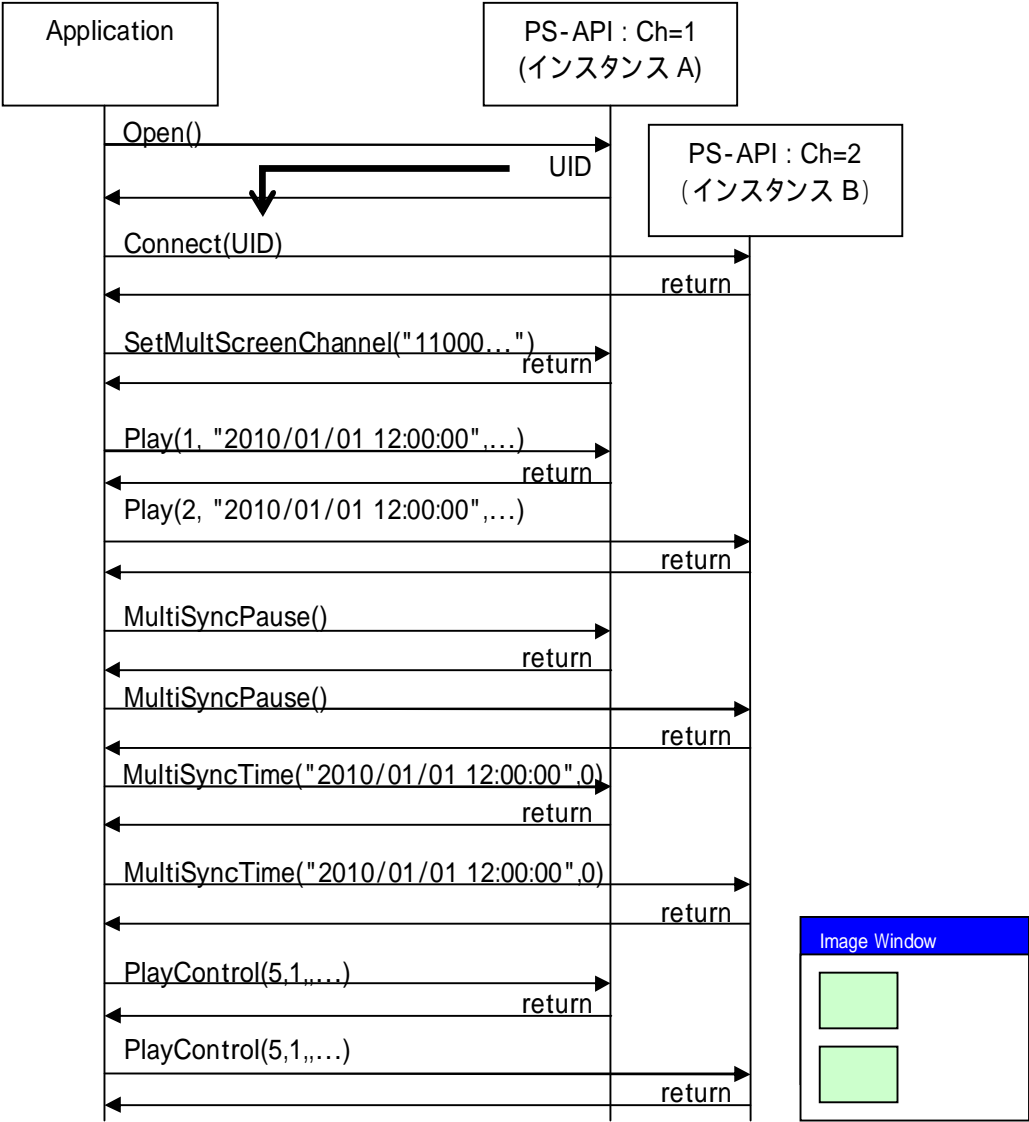 Application
PS-API : Ch=1
(インスタンス A)
Open()
UID
PS-API : Ch=2
(インスタンス B)
Connect(UID)
return
SetMultScreenChannel("11000...")
return
Play(1, "2010/01/01 12:00:00",...)
return
Play(2, "2010/01/01 12:00:00",...)
return
MultiSyncPause()
return
MultiSyncPause()
return
MultiSyncTime("2010/01/01 12:00:00",0)
return
MultiSyncTime("2010/01/01 12:00:00",0)
return
Image Window
PlayControl(5,1,,...)
return
PlayControl(5,1,,...)
return